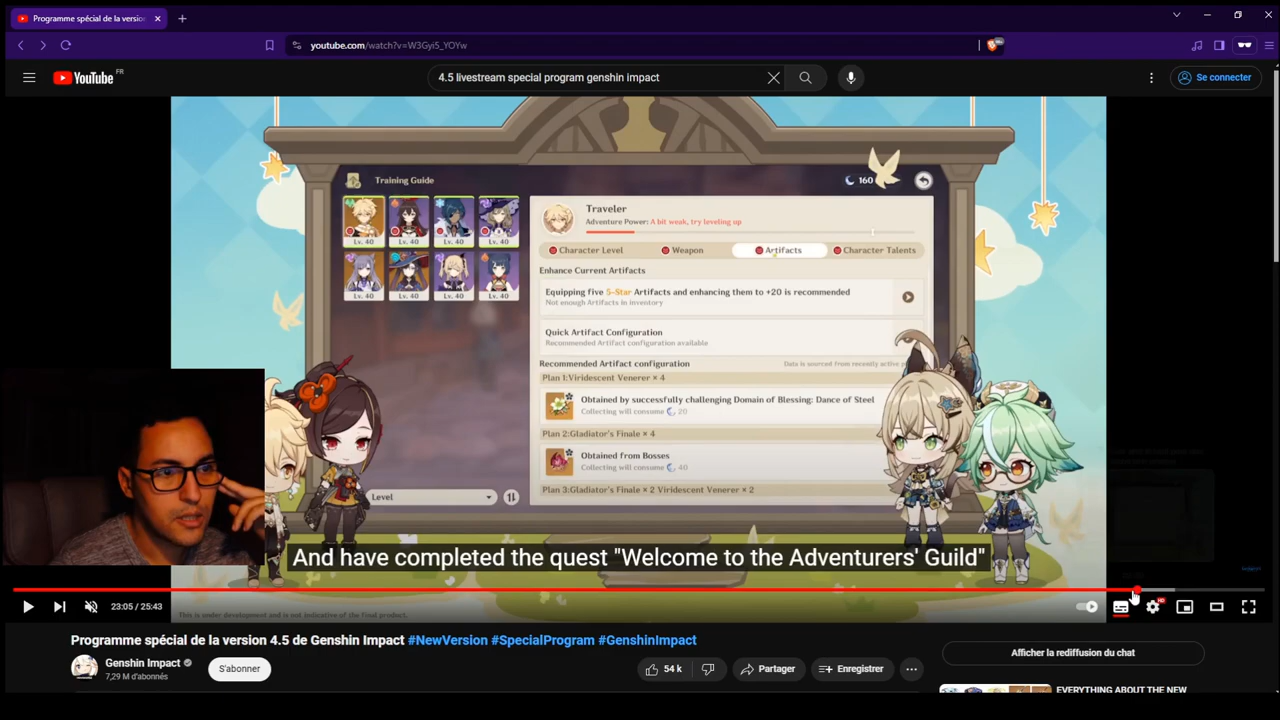 Programme spécial de la version
youtube.com/watch?v=W3Gyi5_YOYw
YouTube FR
4.5 livestream special program genshin impact
Se connecter
Training Guide
160
Traveler
Adventure Power: A bit weak, try leveling up
Character Level
Weapon
Artifacts
Character Talents
Lv. 40 Lv. 40 Lv. 40 Lv. 40
Lv. 40 Lv. 40 Lv. 40 Lv. 40
Enhance Current Artifacts
Equipping five 5-Star Artifacts and enhancing them to +20 is recommended
Not enough Artifacts in inventory
Quick Artifact Configuration
Recommended Artifact configuration available
Recommended Artifact configuration
Data is sourced from recently active
Plan 1:Viridescent Venerer × 4
Obtained by successfully challenging Domain of Blessing: Dance of Steel
Collecting will consume 20
Plan 2:Gladiator's Finale × 4
Obtained from Bosses
Collecting will consume 40
Plan 3:Gladiator's Finale × 2 Viridescent Venerer × 2
Level
And have completed the quest "Welcome to the Adventurers' Guild"
23:05 / 25:43
HD
This is under development and is not indicative of the final product.
Programme spécial de la version 4.5 de Genshin Impact #NewVersion #SpecialProgram #GenshinImpact
Genshin Impact
7,29 M d'abonnés
S'abonner
54 k
Partager
Enregistrer
Afficher la rediffusion du chat
EVERYTHING ABOUT THE NEW